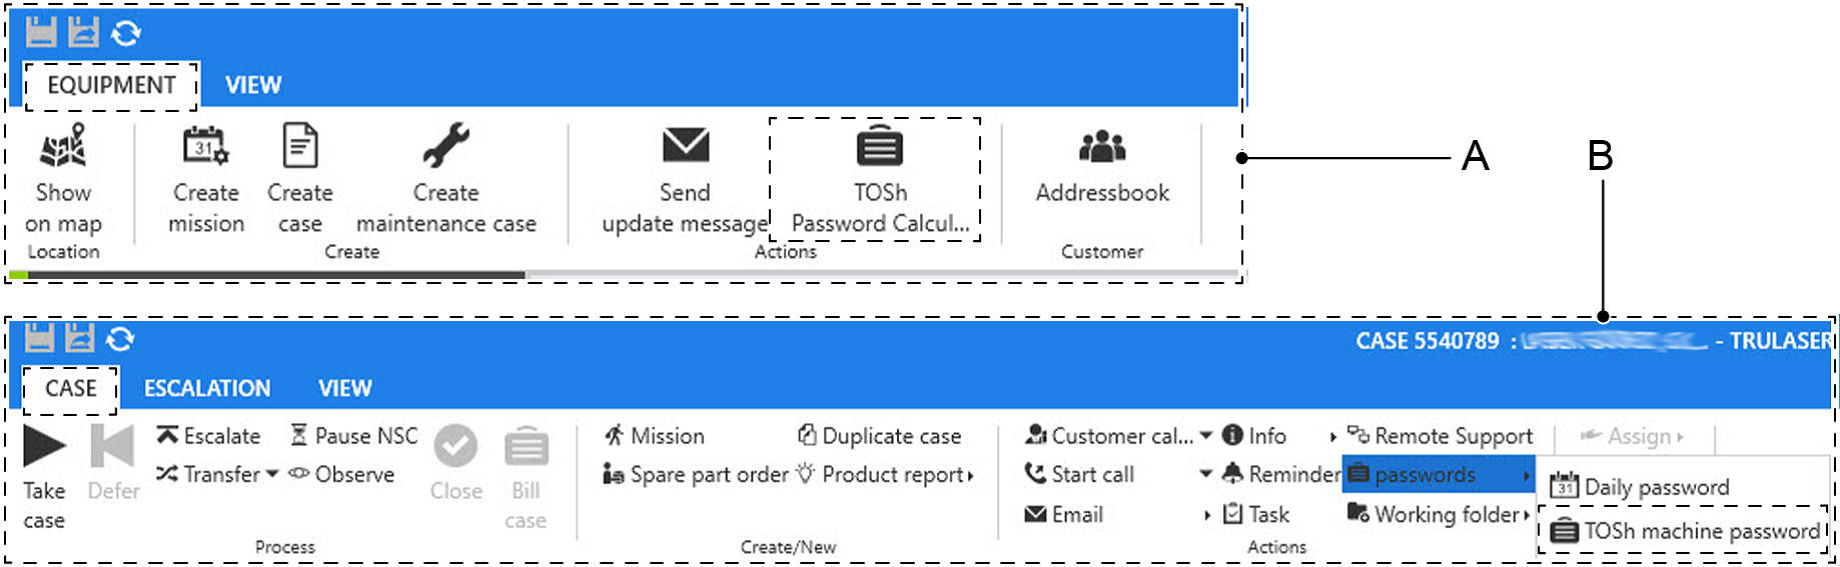 EQUIPMENT VIEW
A
B
Show on map
Create mission
Create case
Create maintenance case
Send update message
TOSh Password Calcul...
Addressbook
Location
Create
Actions
Customer
31
CASE 5540789 : - TRULASER
CASE ESCALATION VIEW
Take case
Defer
Escalate
Transfer
Pause NSC
Observe
Close
Bill case
Process
Mission
Spare part order
Duplicate case
Product report
Create/New
Customer cal...
Start call
Email
Info
Reminder
Task
Remote Support
passwords
Working folder
Actions
Assign
31
Daily password
TOSh machine password